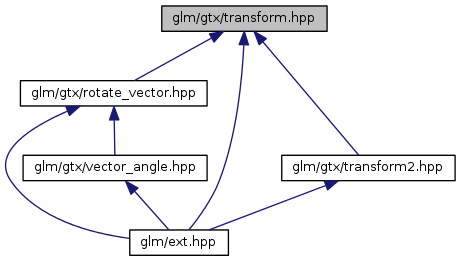 glm/gtx/transform.hpp
glm/gtx/rotate_vector.hpp
glm/gtx/vector_angle.hpp
glm/gtx/transform2.hpp
glm/ext.hpp